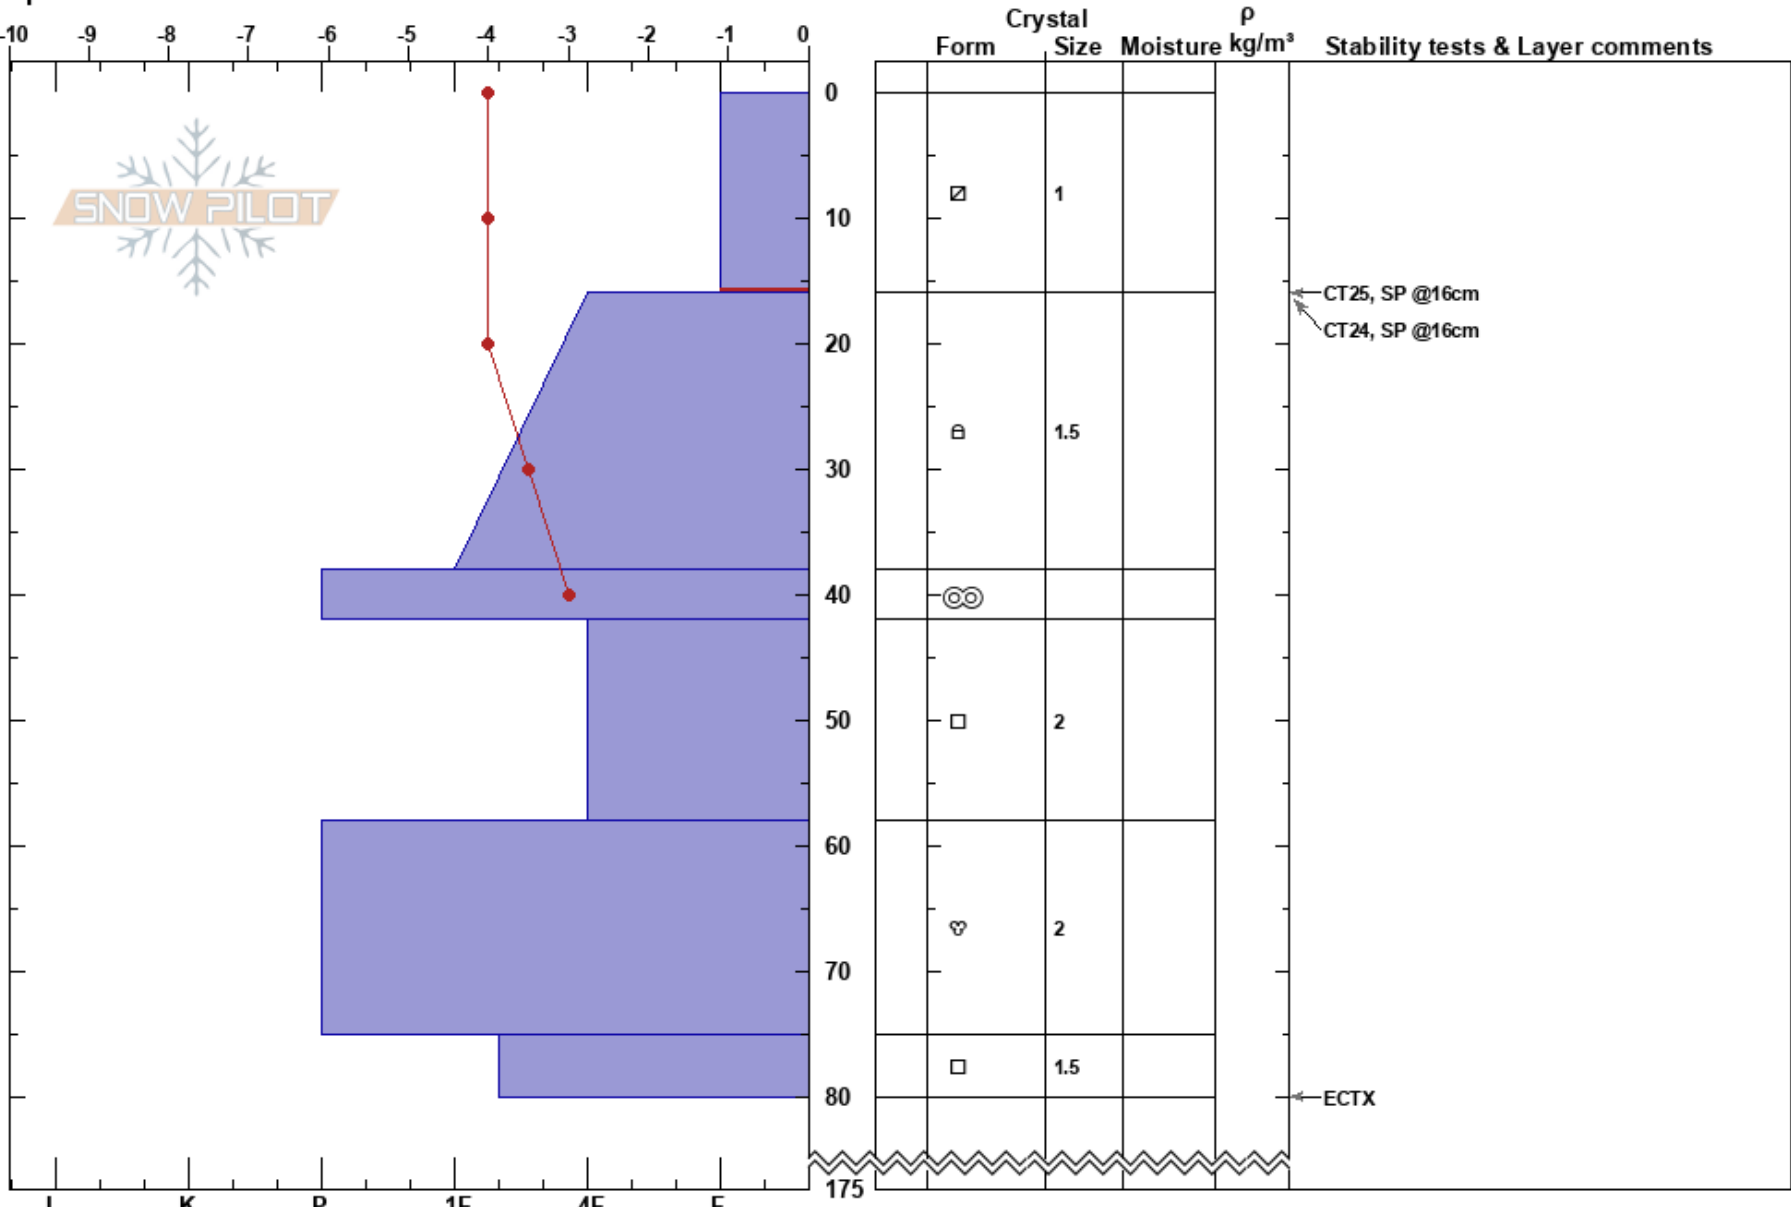 Crystal ρ
-10 -9 -8 -7 -6 -5 -4 -3 -2 -1 0 Form Size Moisture kg/m³ Stability tests & Layer comments
0
SNOW PILOT
1
10
CT25, SP @16cm
CT24, SP @16cm
20
1.5
30
40
50 2
60
2
70
1.5
80 ECTX
175
I K P 1F 4F F